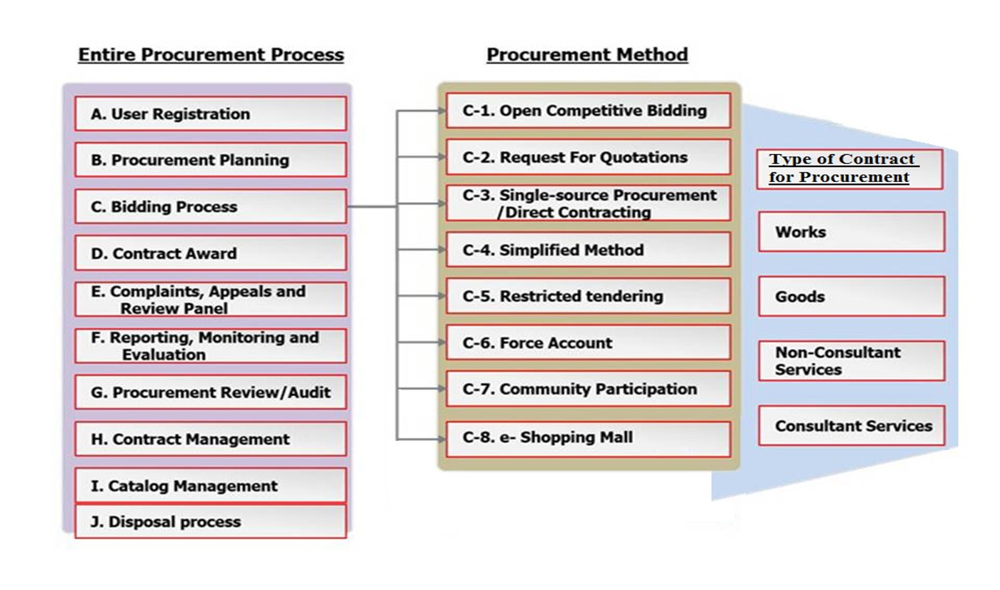 Entire Procurement Process
A. User Registration
B. Procurement Planning
C. Bidding Process
D. Contract Award
E. Complaints, Appeals and
Review Panel
F. Reporting, Monitoring and
Evaluation
G. Procurement Review/Audit
H. Contract Management
I. Catalog Management
J. Disposal process
Procurement Method
C-1. Open Competitive Bidding
C-2. Request For Quotations
C-3. Single-source Procurement
/Direct Contracting
C-4. Simplified Method
C-5. Restricted tendering
C-6. Force Account
C-7. Community Participation
C-8. e- Shopping Mall
Type of Contract
for Procurement
Works
Goods
Non-Consultant
Services
Consultant Services